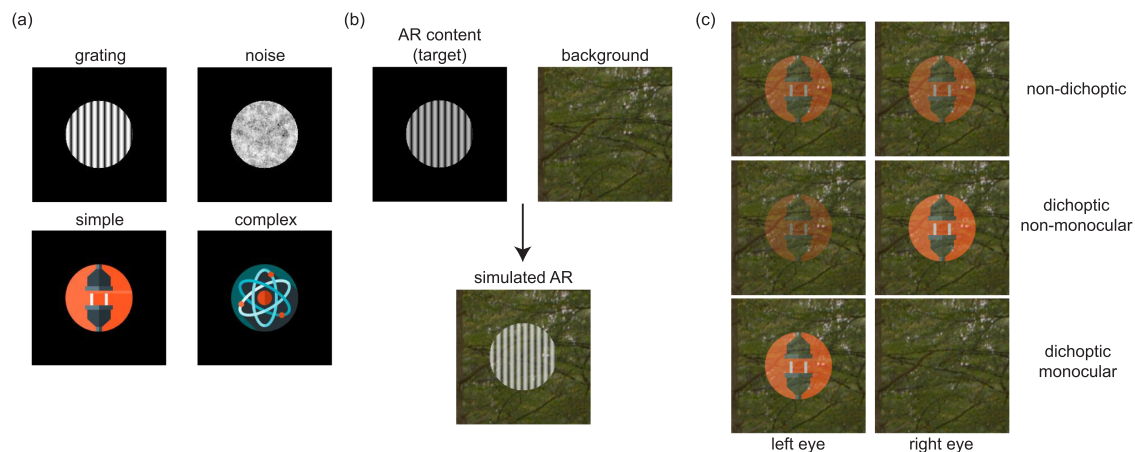 (a)
grating
noise
simple
complex
(b)
AR content
(target)
background
simulated AR
(c)
non-dichoptic
dichoptic
non-monocular
dichoptic
monocular
left eye
right eye